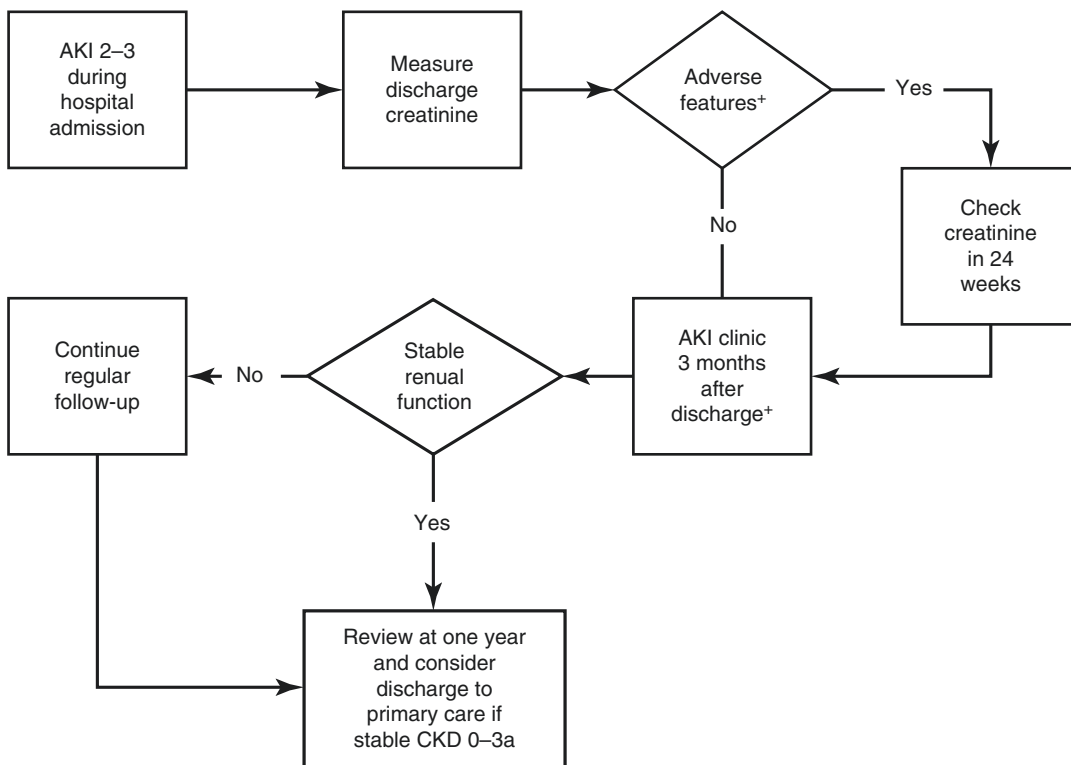 AKI 2–3
during
hospital
admission
Measure
discharge
creatinine
Adverse
features⁺
Yes
No
Check
creatinine
in 24
weeks
AKI clinic
3 months
after
discharge⁺
Stable
renual
function
No
Continue
regular
follow-up
Yes
Review at one year
and consider
discharge to
primary care if
stable CKD 0–3a